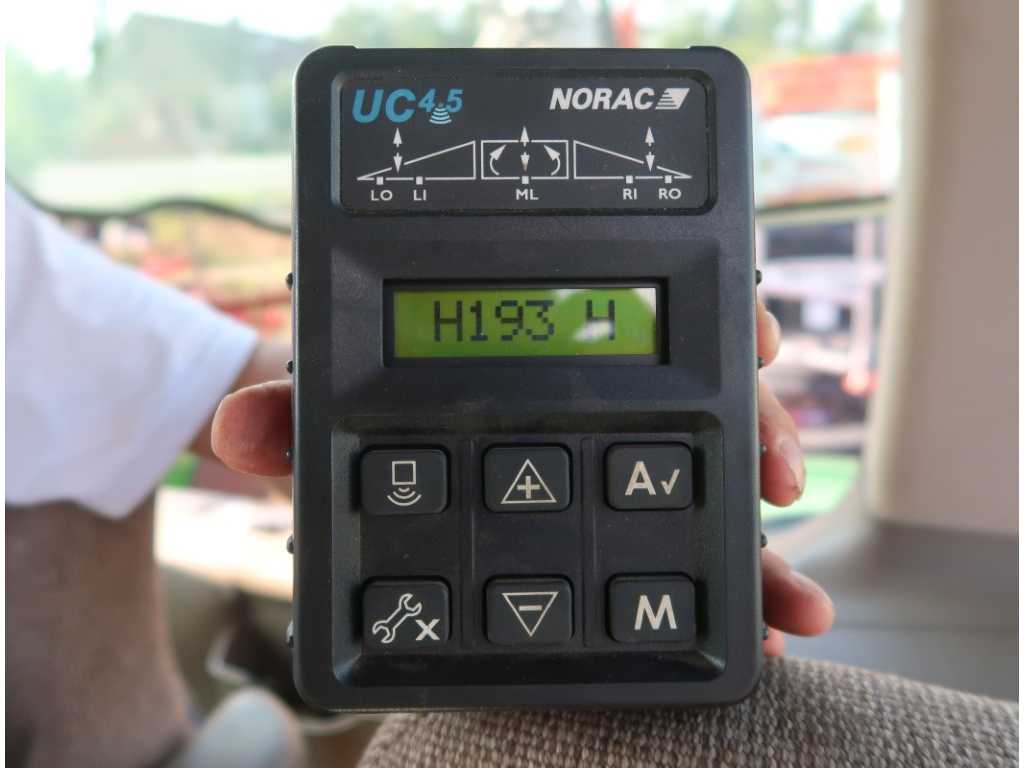 UC4.5 NORAC
LO LI ML RI RO
H193 H
A✓
X M